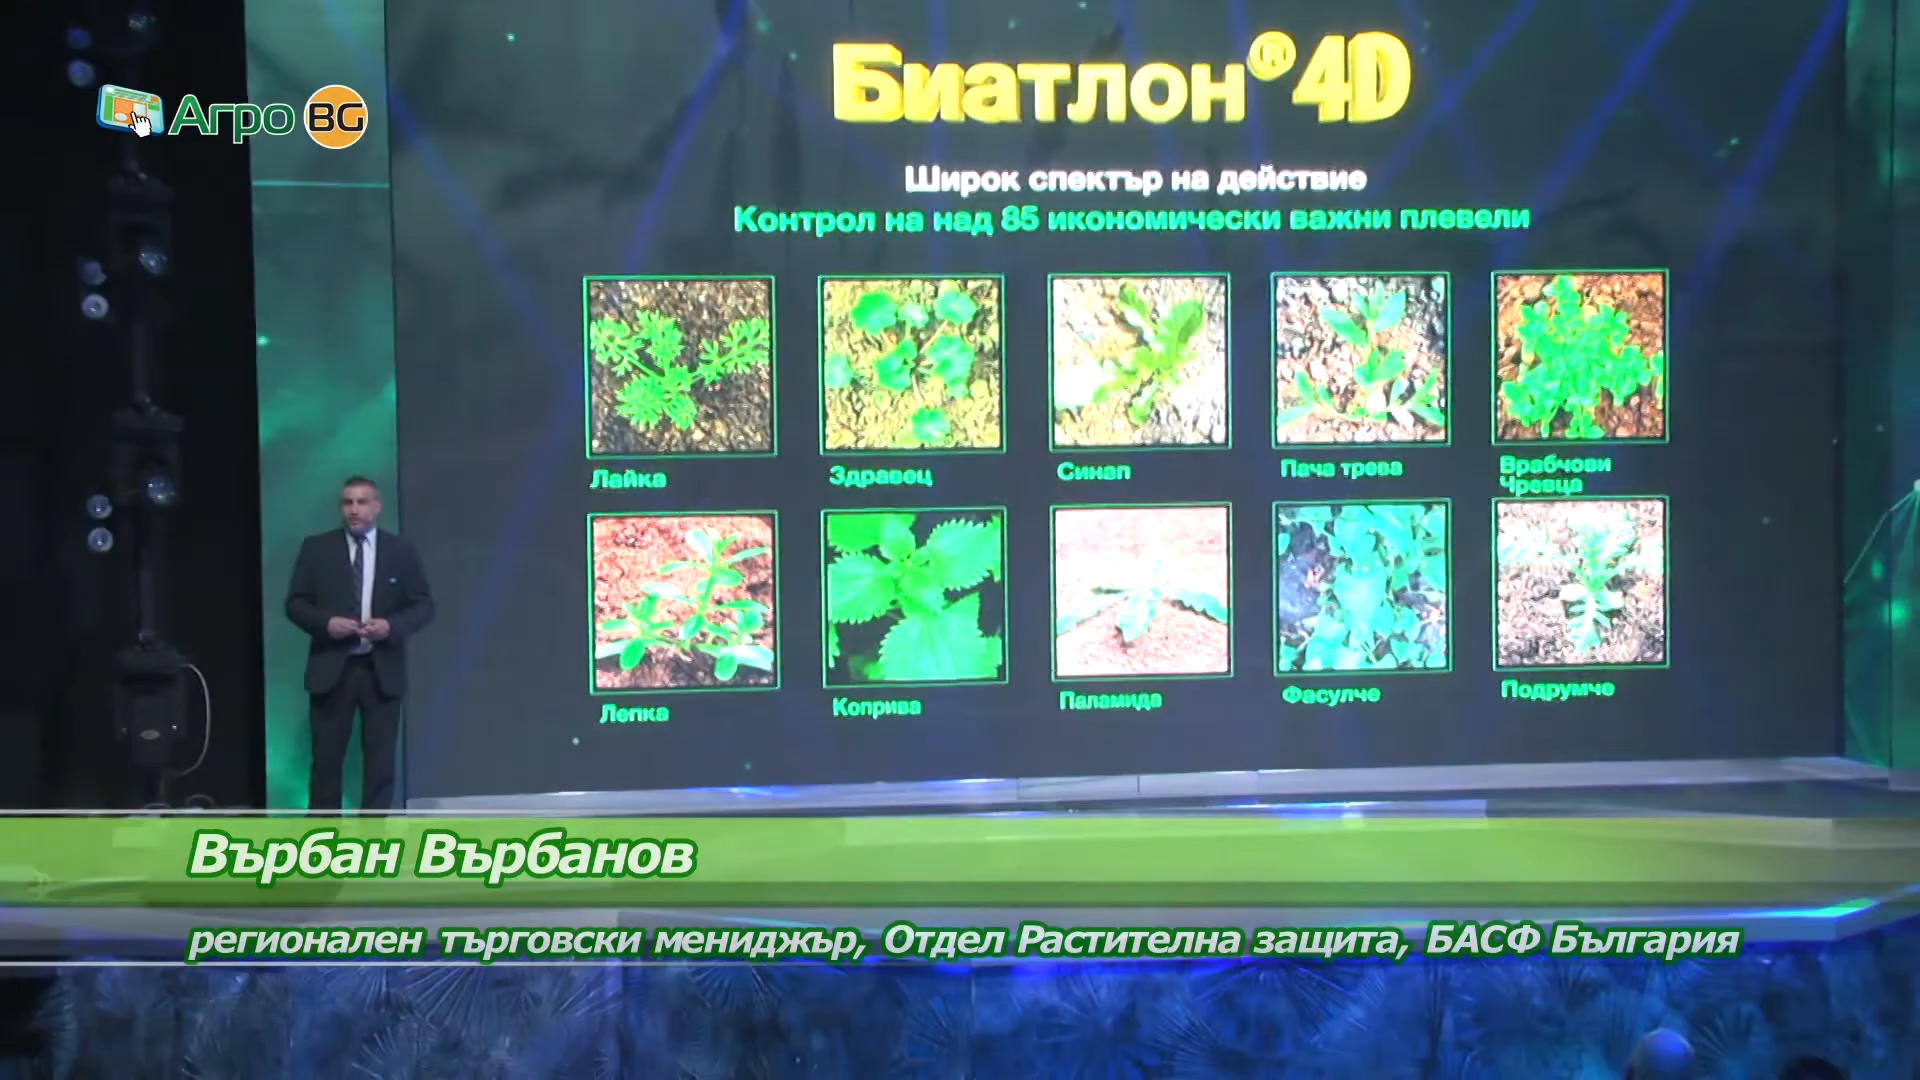 Агро BG
Биатлон®4D
Широк спектър на действие
Контрол на над 85 икономически важни плевели
Лайка
Здравец
Синап
Пача трева
Врабчови
Чревца
Лепка
Коприва
Паламида
Фасулче
Подрумче
Върбан Върбанов
регионален търговски мениджър, Отдел Растителна защита, БАСФ България